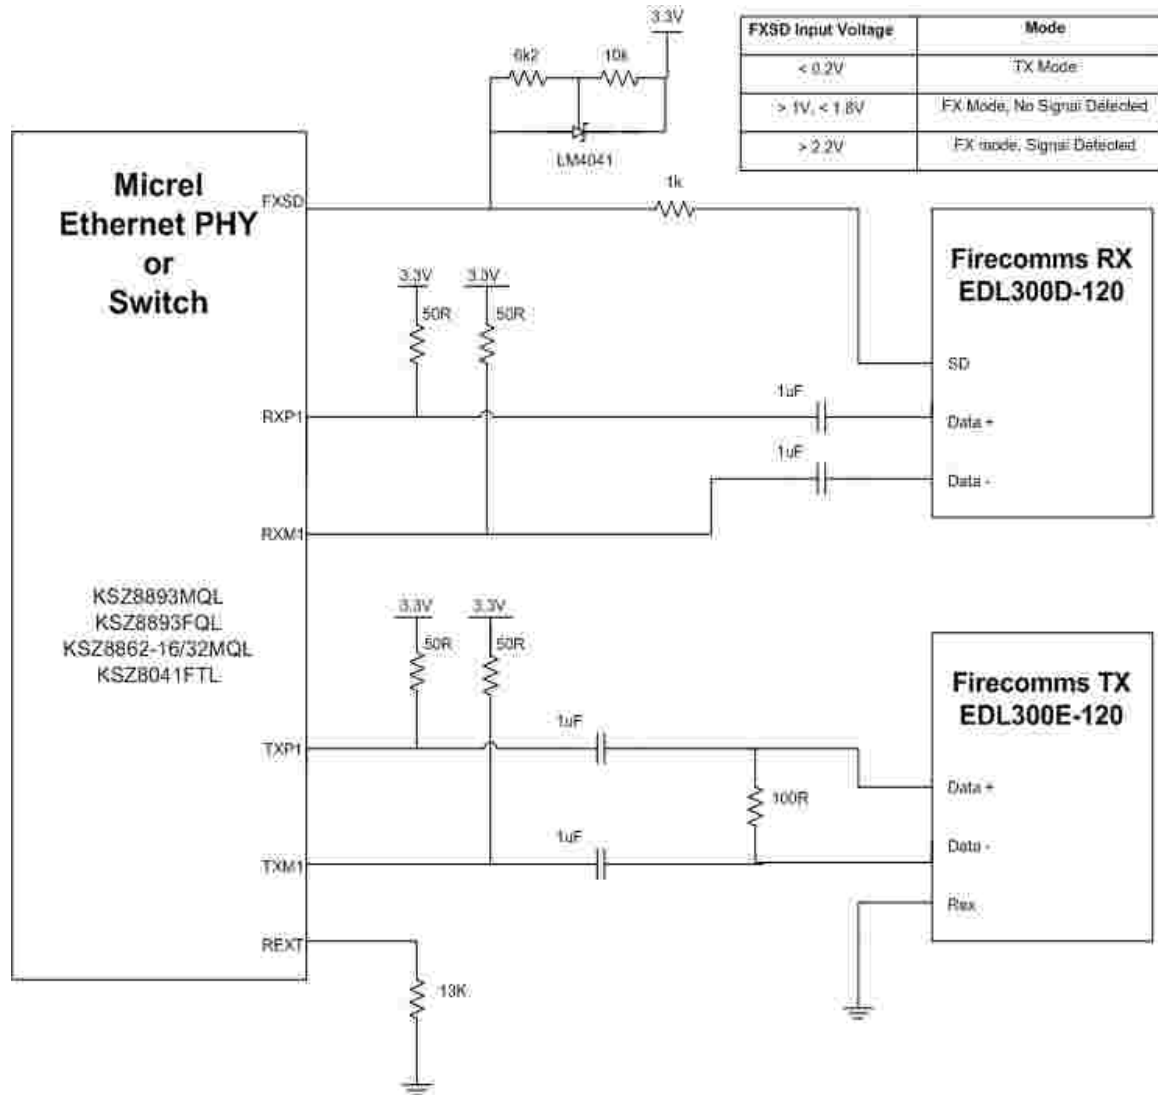 3.3V
6k2
10k
LM4041
FXSD Input Voltage
Mode
< 0.2V
TX Mode
> 1V, < 1.8V
FX Mode, No Signal Detected
> 2.2V
FX mode, Signal Detected
Micrel
Ethernet PHY
or
Switch
FXSD
1k
3.3V
3.3V
50R
50R
Firecomms RX
EDL300D-120
SD
RXP1
1uF
Data +
1uF
Data -
RXM1
KSZ8893MQL
KSZ8893FQL
KSZ8862-16/32MQL
KSZ8041FTL
3.3V
3.3V
50R
50R
Firecomms TX
EDL300E-120
TXP1
1uF
100R
Data +
TXM1
1uF
Data -
Rex
REXT
13K